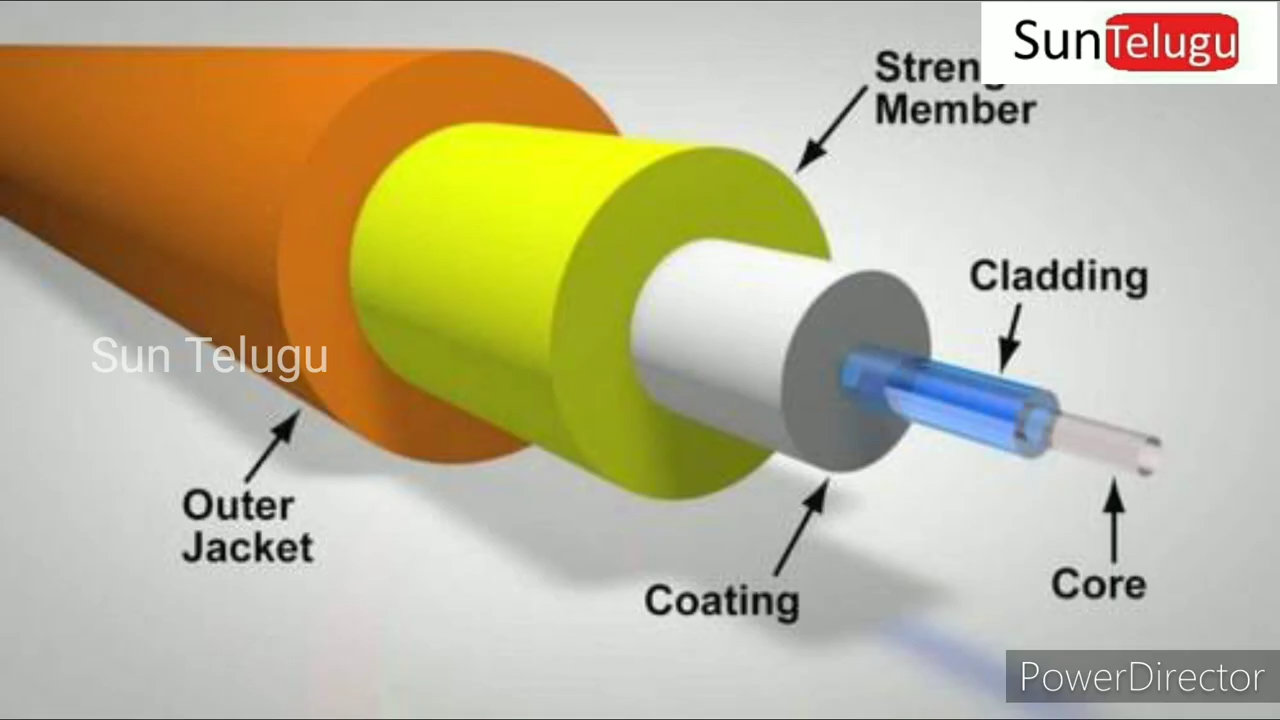 SunTelugu
Member
Cladding
Sun Telugu
Outer
Jacket
Coating
Core
PowerDirector